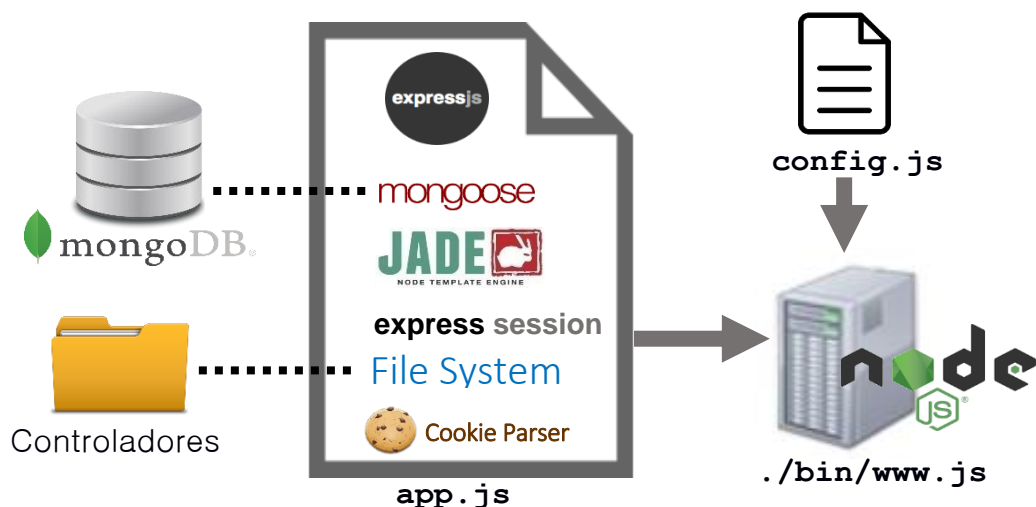 mongoDB®
Controladores
expressjs
mongoose
JADE
NODE TEMPLATE ENGINE
express session
File System
Cookie Parser
app.js
config.js
node
JS®
./bin/www.js